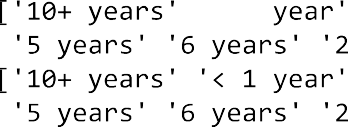 ['10+ years'      year'
 '5 years' '6 years' '2
['10+ years' '< 1 year'
 '5 years' '6 years' '2